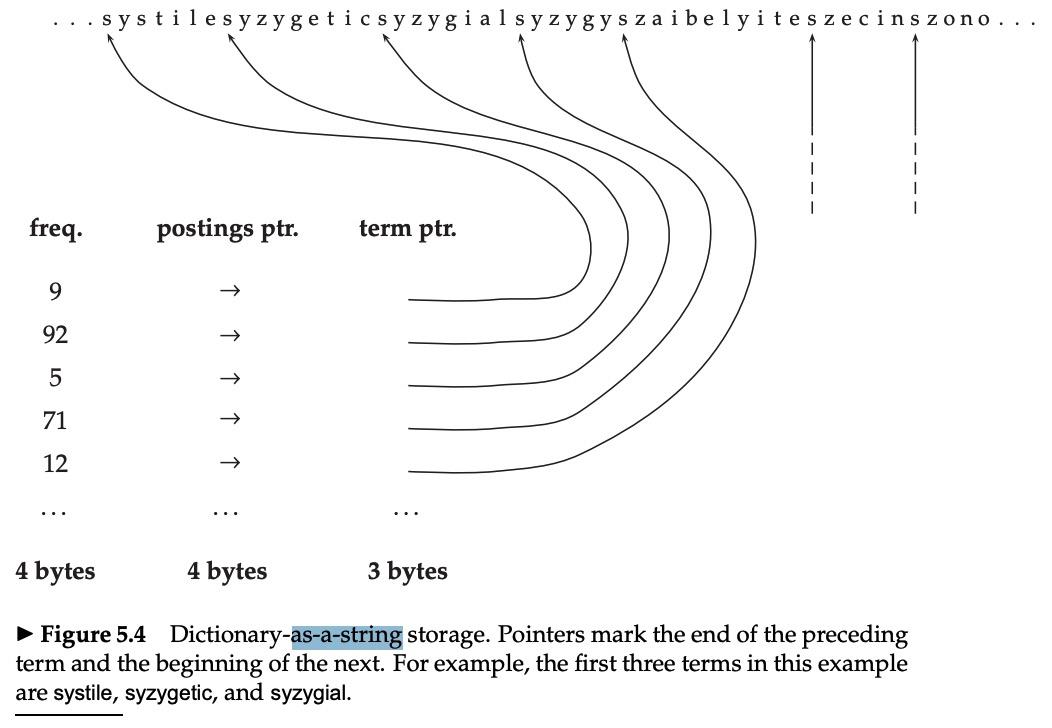 . . . s y s t i l e s y z y g e t i c s y z y g i a l s y z y g y s z a i b e l y i t e s z e c i n s z o n o . . .
freq. postings ptr. term ptr.
9 →
92 →
5 →
71 →
12 →
... ... ...
4 bytes 4 bytes 3 bytes
► Figure 5.4 Dictionary-as-a-string storage. Pointers mark the end of the preceding
term and the beginning of the next. For example, the first three terms in this example
are systile, syzygetic, and syzygial.